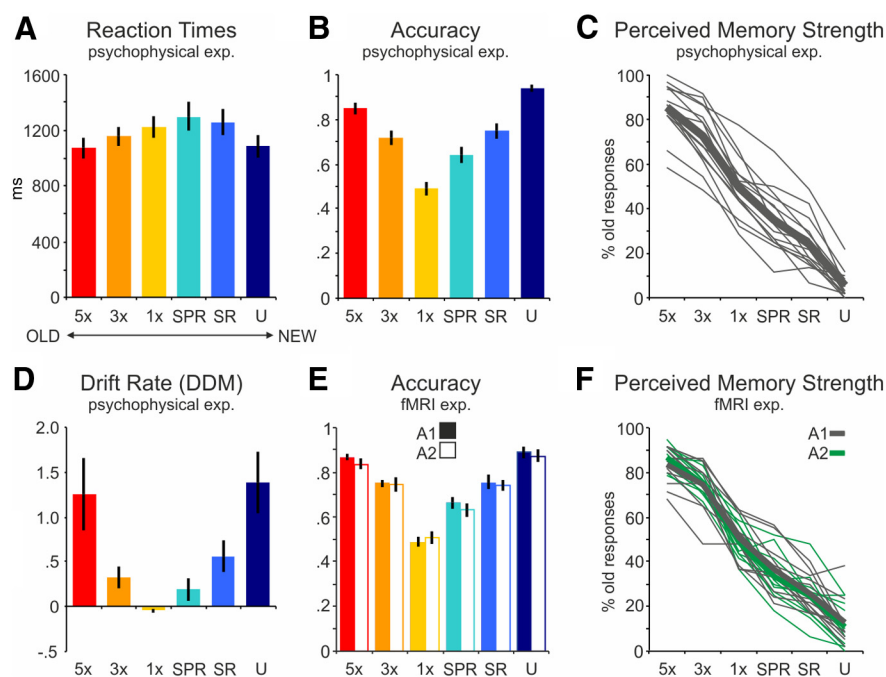 A
Reaction Times
psychophysical exp.
1600
1200
800
400
0
ms
5x 3x 1x SPR SR U
OLD NEW
B
Accuracy
psychophysical exp.
1
.8
.6
.4
.2
0
5x 3x 1x SPR SR U
C
Perceived Memory Strength
psychophysical exp.
100
80
60
40
20
0
% old responses
5x 3x 1x SPR SR U
D
Drift Rate (DDM)
psychophysical exp.
2.0
1.5
1.0
.5
0
-.5
5x 3x 1x SPR SR U
E
Accuracy
fMRI exp.
A1
A2
1
.8
.6
.4
.2
0
5x 3x 1x SPR SR U
F
Perceived Memory Strength
fMRI exp.
A1
A2
100
80
60
40
20
0
% old responses
5x 3x 1x SPR SR U